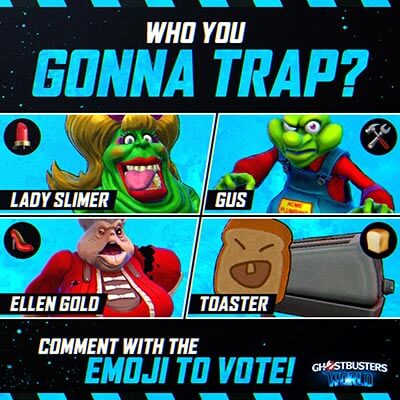 WHO YOU
GONNA TRAP?
LADY SLIMER
GUS
ELLEN GOLD
TOASTER
COMMENT WITH THE
EMOJI TO VOTE!
GHOSTBUSTERS
WORLD